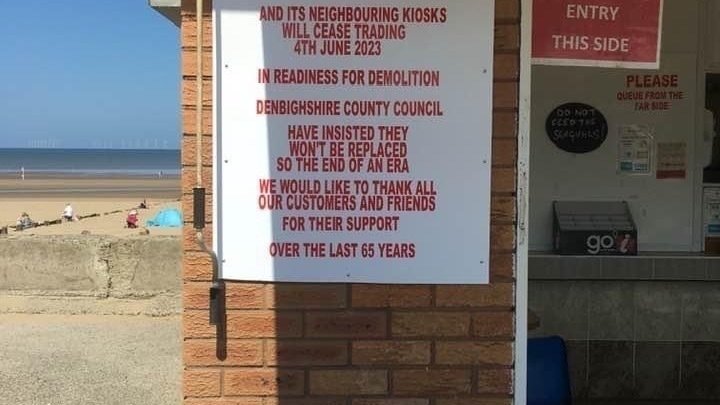 AND ITS NEIGHBOURING KIOSKS
WILL CEASE TRADING
4TH JUNE 2023
IN READINESS FOR DEMOLITION
DENBIGHSHIRE COUNTY COUNCIL
HAVE INSISTED THEY
WON'T BE REPLACED
SO THE END OF AN ERA
WE WOULD LIKE TO THANK ALL
OUR CUSTOMERS AND FRIENDS
FOR THEIR SUPPORT
OVER THE LAST 65 YEARS
ENTRY
THIS SIDE
PLEASE
QUEUE FROM THE
FAR SIDE
DO NOT
FEED THE
SEAGULLS!
go